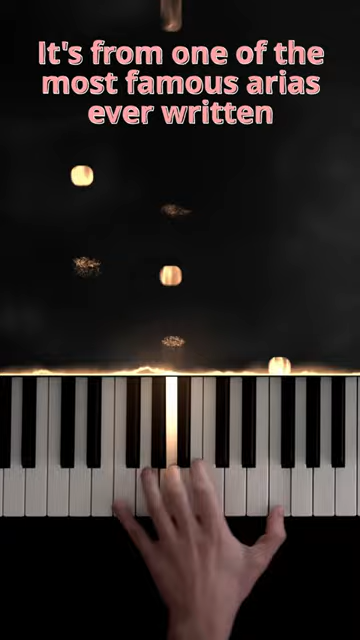 It's from one of the
most famous arias
ever written